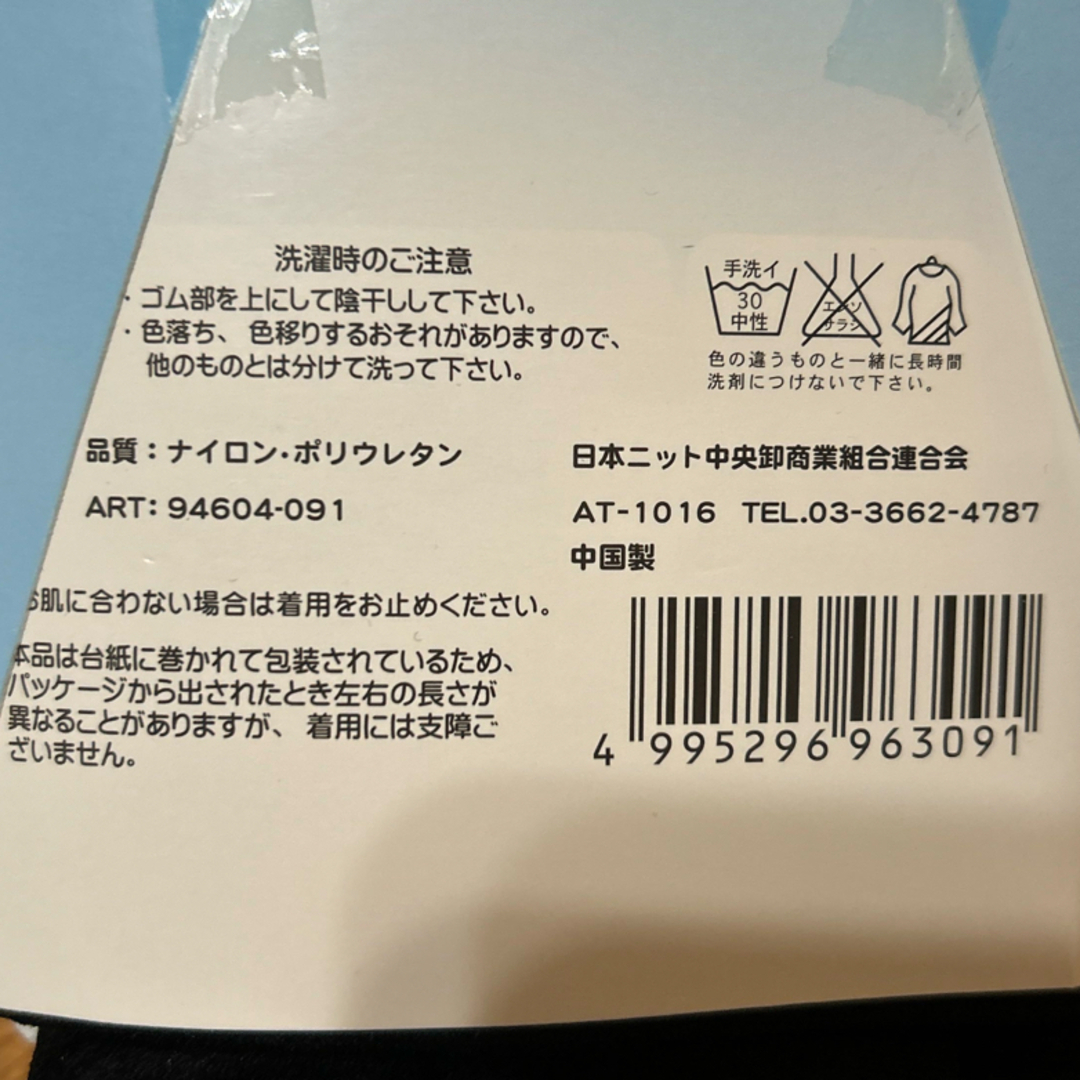 洗濯時のご注意
・ゴム部を上にして陰干しして下さい。
・色落ち、色移りするおそれがありますので、
他のものとは分けて洗って下さい。
手洗イ
30
中性
エンソ
サラシ
色の違うものと一緒に長時間
洗剤につけないで下さい。
品質：ナイロン・ポリウレタン
ART: 94604-091
日本ニット中央卸商業組合連合会
AT-1016 TEL.03-3662-4787
中国製
お肌に合わない場合は着用をお止めください。
本品は台紙に巻かれて包装されているため、
パッケージから出されたとき左右の長さが
異なることがありますが、着用には支障ご
ざいません。
4 995296 963091